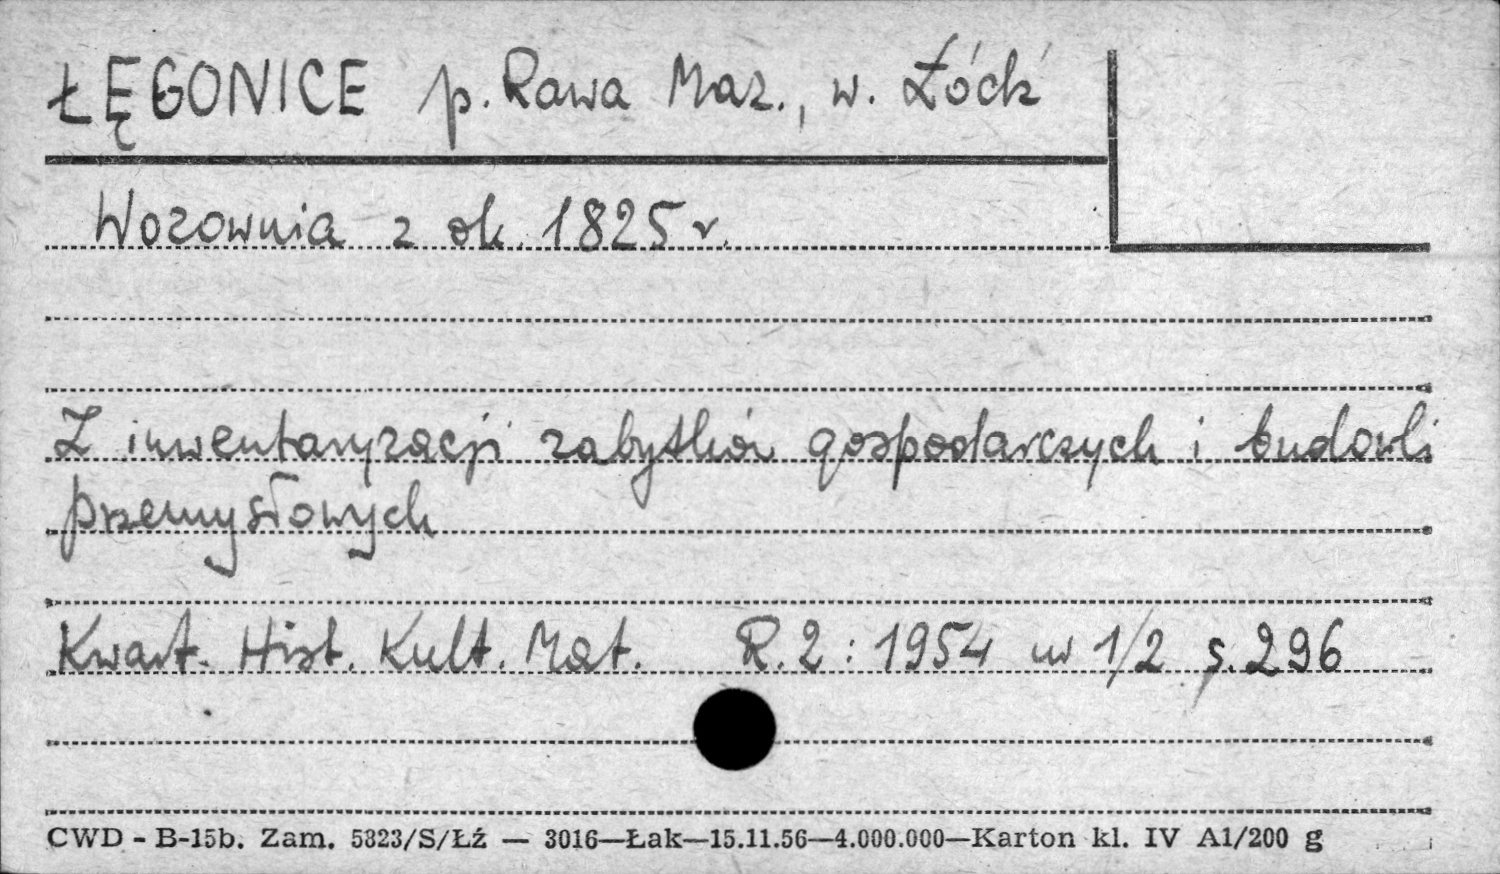 ŁĘGONICE p. Rawa Maz., w. Łódź
Wozownia z ok. 1825 r.
Z inwentaryzacji zabytków gospodarczych i budowli
przemysłowych
Kwart. Hist. Kult. Mat. R. 2 : 1954 nr 1/2 s. 296
CWD - B-15b. Zam. 5823/S/Łź — 3016—Łak—15.11.56—4.000.000—Karton kl. IV A1/200 g